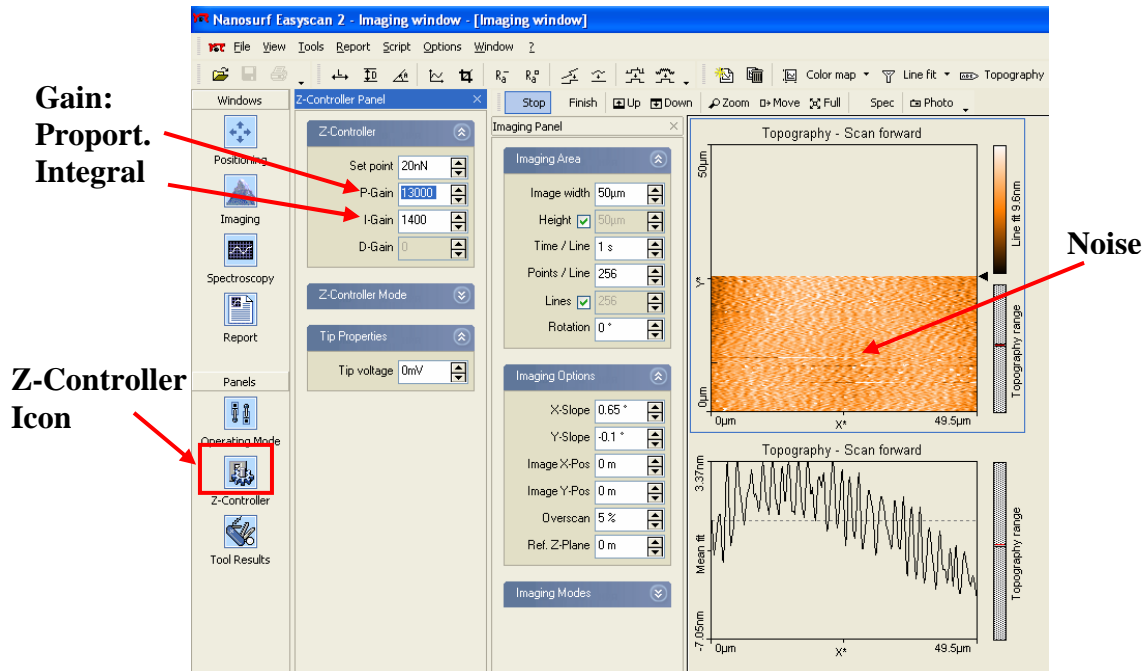 Nanosurf Easyscan 2 - Imaging window - [Imaging window]
File View Tools Report Script Options Window ?
Color map Line fit Topography
Gain:
Proport.
Integral
Z-Controller
Icon
Noise
Windows
Positioning
Imaging
Spectroscopy
Report
Panels
Operating Mode
Z-Controller
Tool Results
Z-Controller Panel
Z-Controller
Set point 20nN
P-Gain 13000
I-Gain 1400
D-Gain 0
Z-Controller Mode
Tip Properties
Tip voltage 0mV
Stop Finish Up Down Zoom Move Full Spec Photo
Imaging Panel
Imaging Area
Image width 50µm
Height 50µm
Time / Line 1 s
Points / Line 256
Lines 256
Rotation 0 °
Imaging Options
X-Slope 0.65 °
Y-Slope -0.1 °
Image X-Pos 0 m
Image Y-Pos 0 m
Overscan 5 %
Ref. Z-Plane 0 m
Imaging Modes
Topography - Scan forward
50µm
Y*
0µm
0µm X* 49.5µm
Line fit 9.6nm
Topography range
Topography - Scan forward
3.37nm
Mean fit
-7.05nm
0µm X* 49.5µm
Topography range